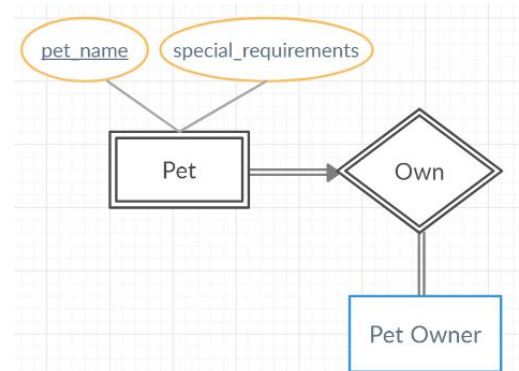 pet_name
special_requirements
Pet
Own
Pet Owner